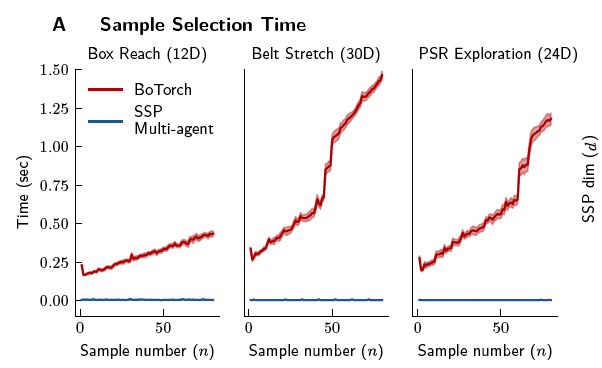 A Sample Selection Time
Box Reach (12D) Belt Stretch (30D) PSR Exploration (24D)
1.50
1.25
1.00
0.75
0.50
0.25
0.00
Time (sec)
BoTorch
SSP
Multi-agent
0 50 0 50 0 50
Sample number (n) Sample number (n) Sample number (n)
SSP dim (d)